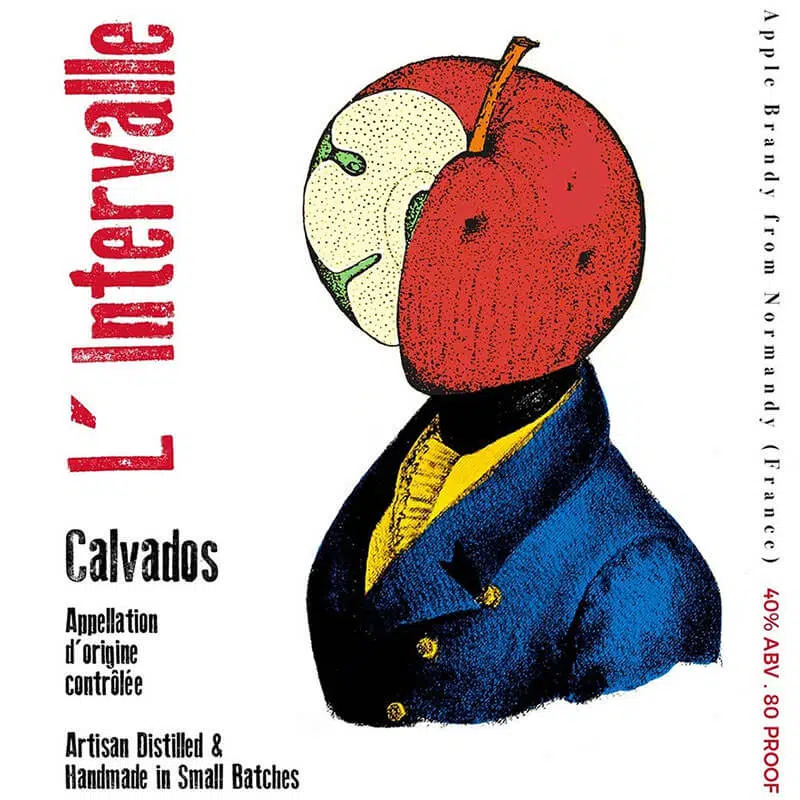 L´ Intervalle
Calvados
Appellation
d´origine
contrôlée
Artisan Distilled &
Handmade in Small Batches
Apple Brandy from Normandy (France) 40% ABV . 80 PROOF